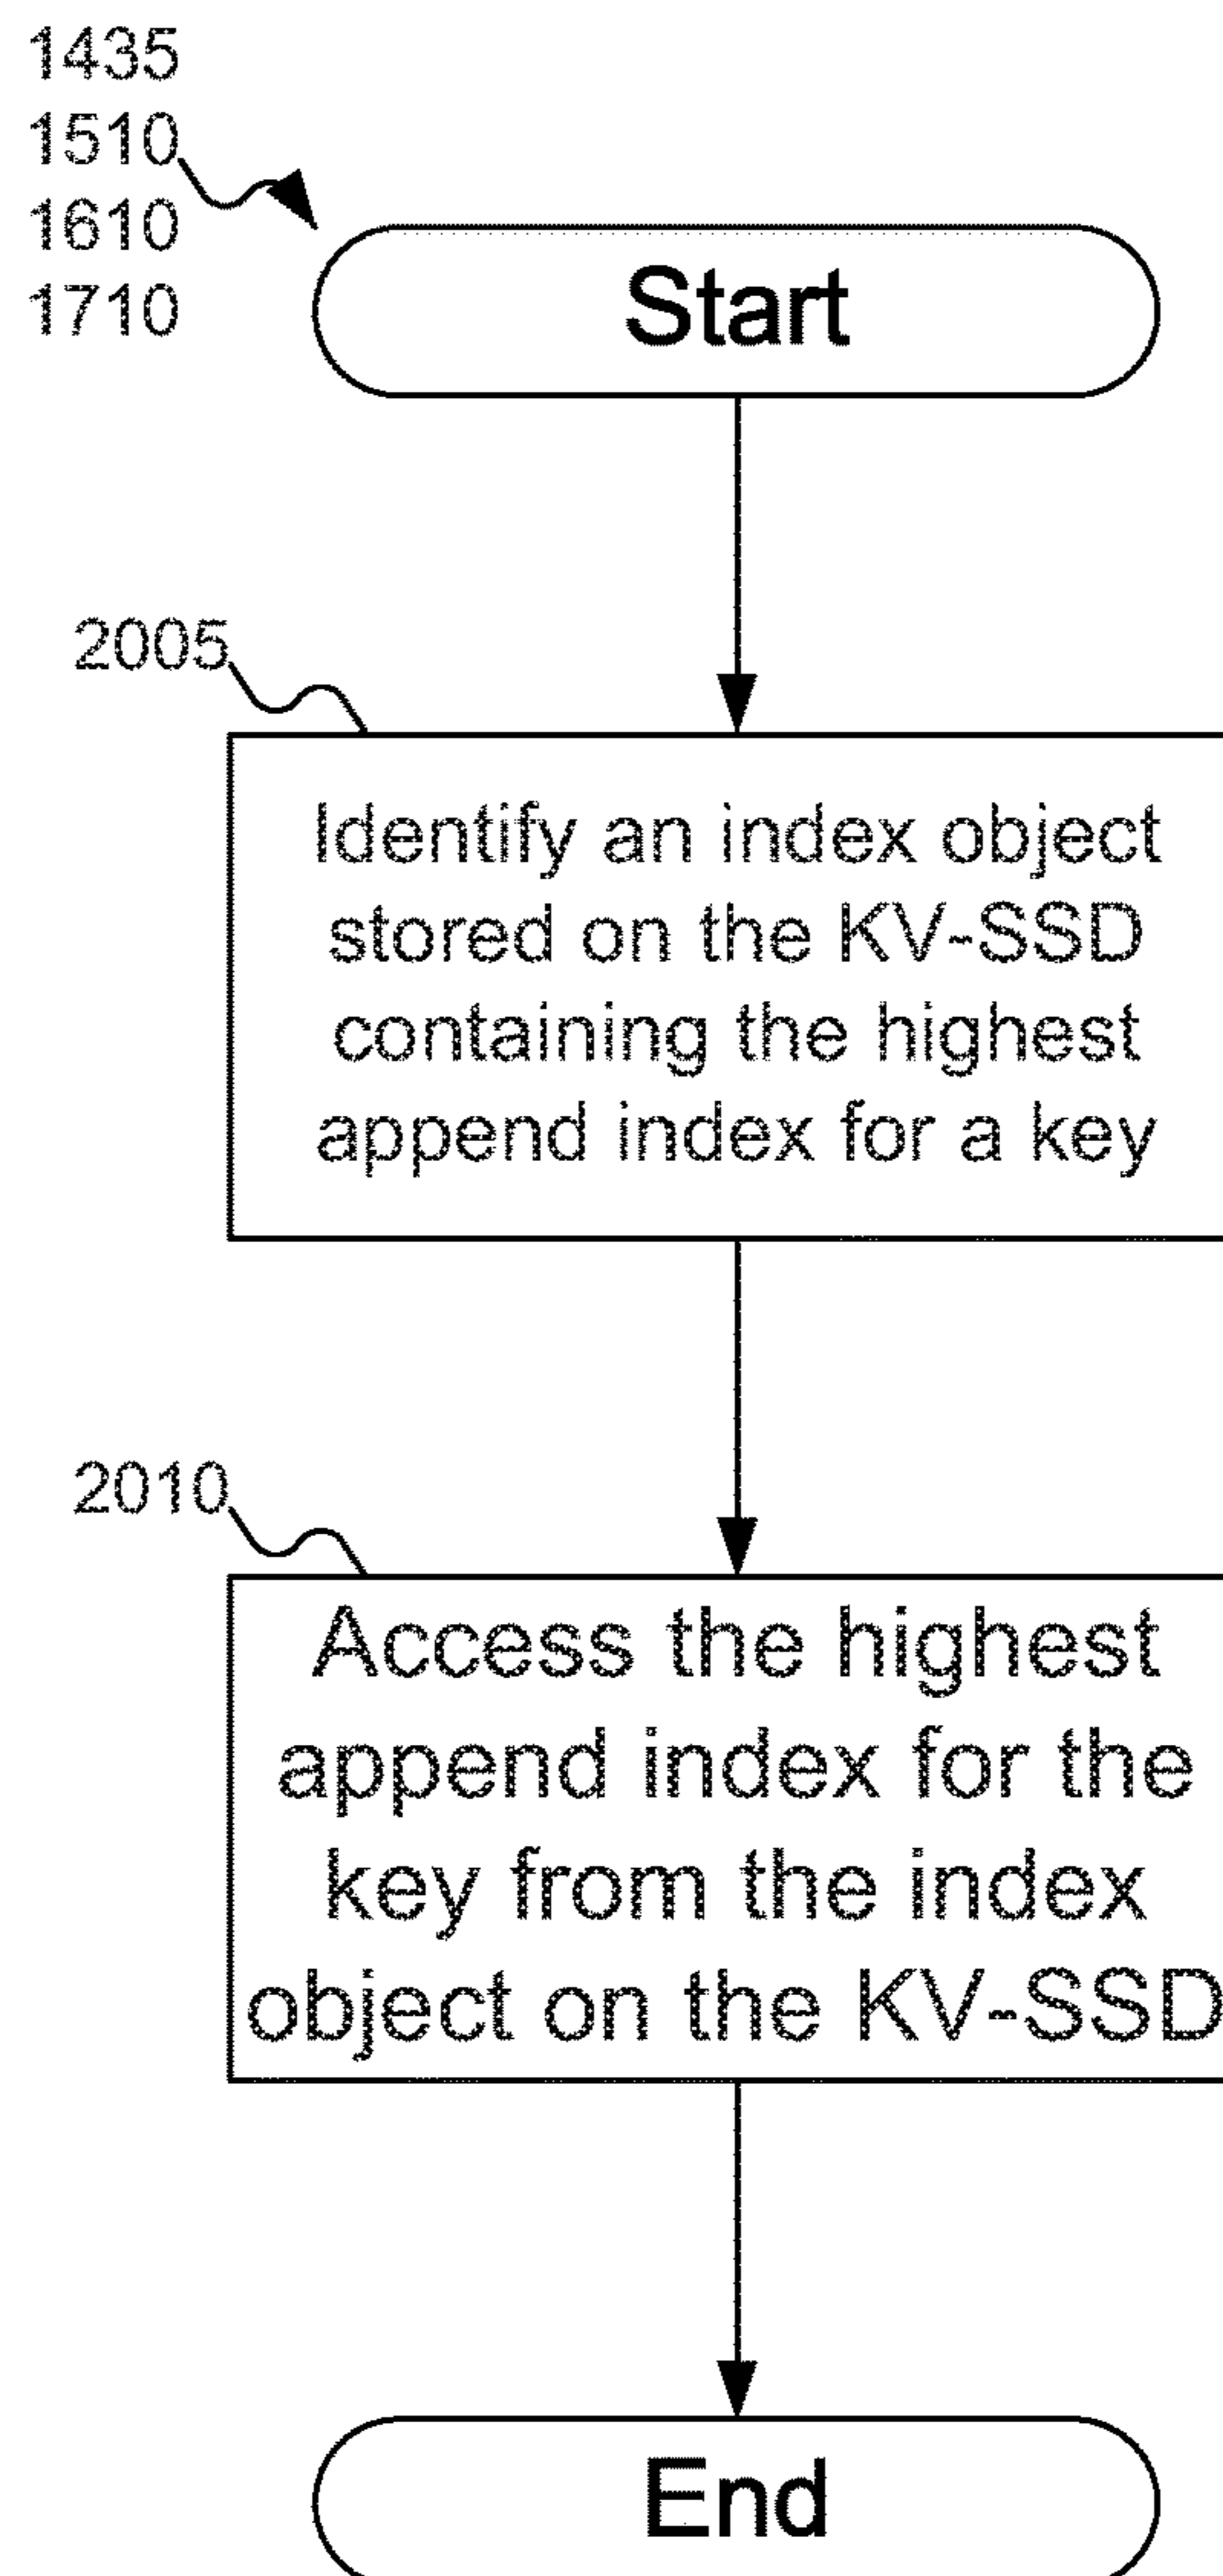 1435
1510
1610
1710
Start
2005
Identify an index object
stored on the KV-SSD
containing the highest
append index for a key
2010
Access the highest
append index for the
key from the index
object on the KV-SSD
End